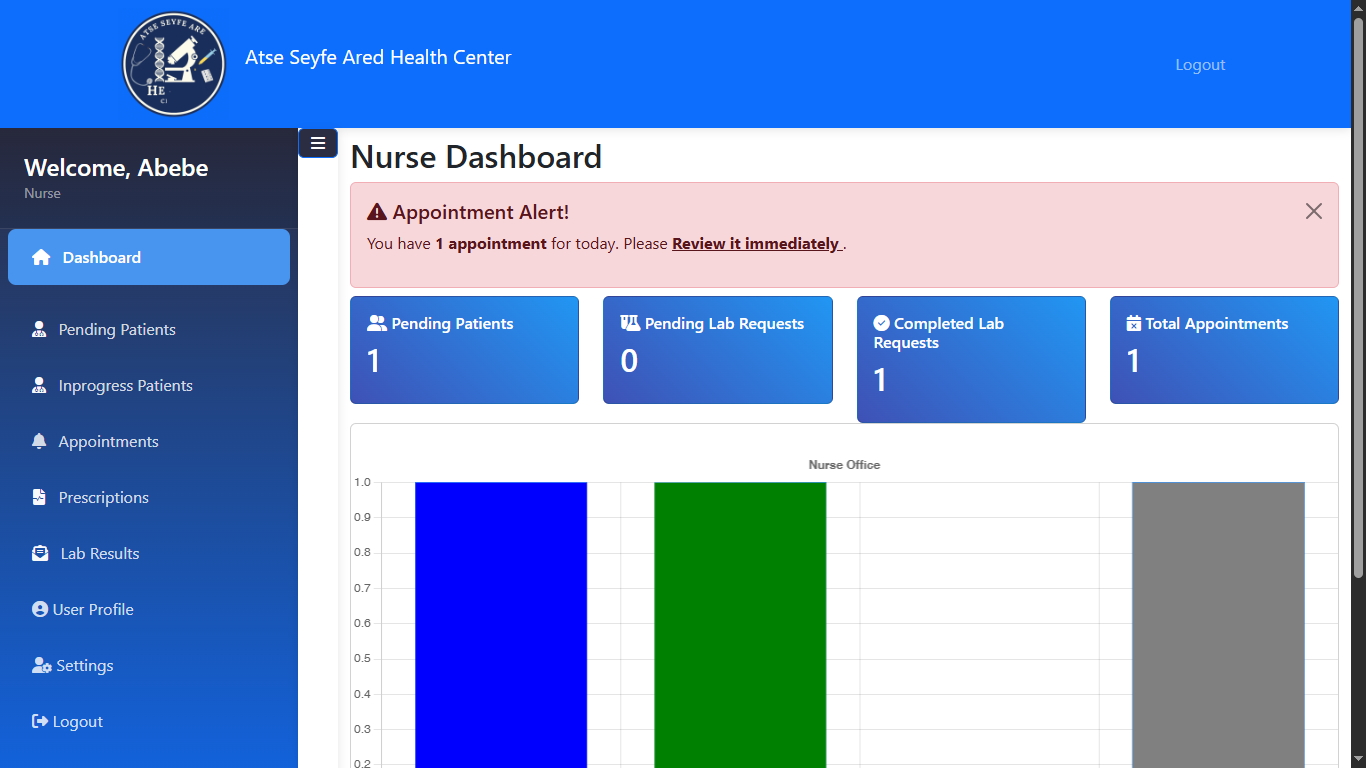 ATSE SEYFE ARE
HE
Atse Seyfe Ared Health Center
Logout
Welcome, Abebe
Nurse
Dashboard
Pending Patients
Inprogress Patients
Appointments
Prescriptions
Lab Results
User Profile
Settings
Logout
Nurse Dashboard
Appointment Alert!
You have 1 appointment for today. Please Review it immediately .
Pending Patients
1
Pending Lab Requests
0
Completed Lab
Requests
1
Total Appointments
1
Nurse Office
1.0
0.9
0.8
0.7
0.6
0.5
0.4
0.3
0.2